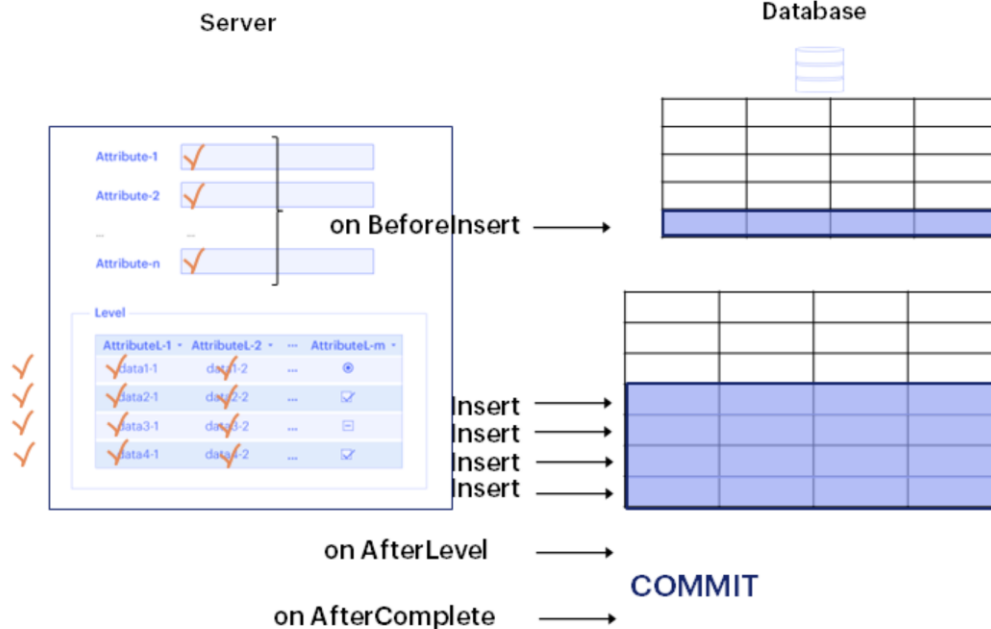 Server
Database
Attribute-1
Attribute-2
... ...
on BeforeInsert
Attribute-n
Level
AttributeL-1 AttributeL-2 ... AttributeL-m
data1-1 data1-2 ...
data2-1 data2-2 ...
Insert
data3-1 data3-2 ...
Insert
data4-1 data4-2 ...
Insert
Insert
on AfterLevel
COMMIT
on AfterComplete